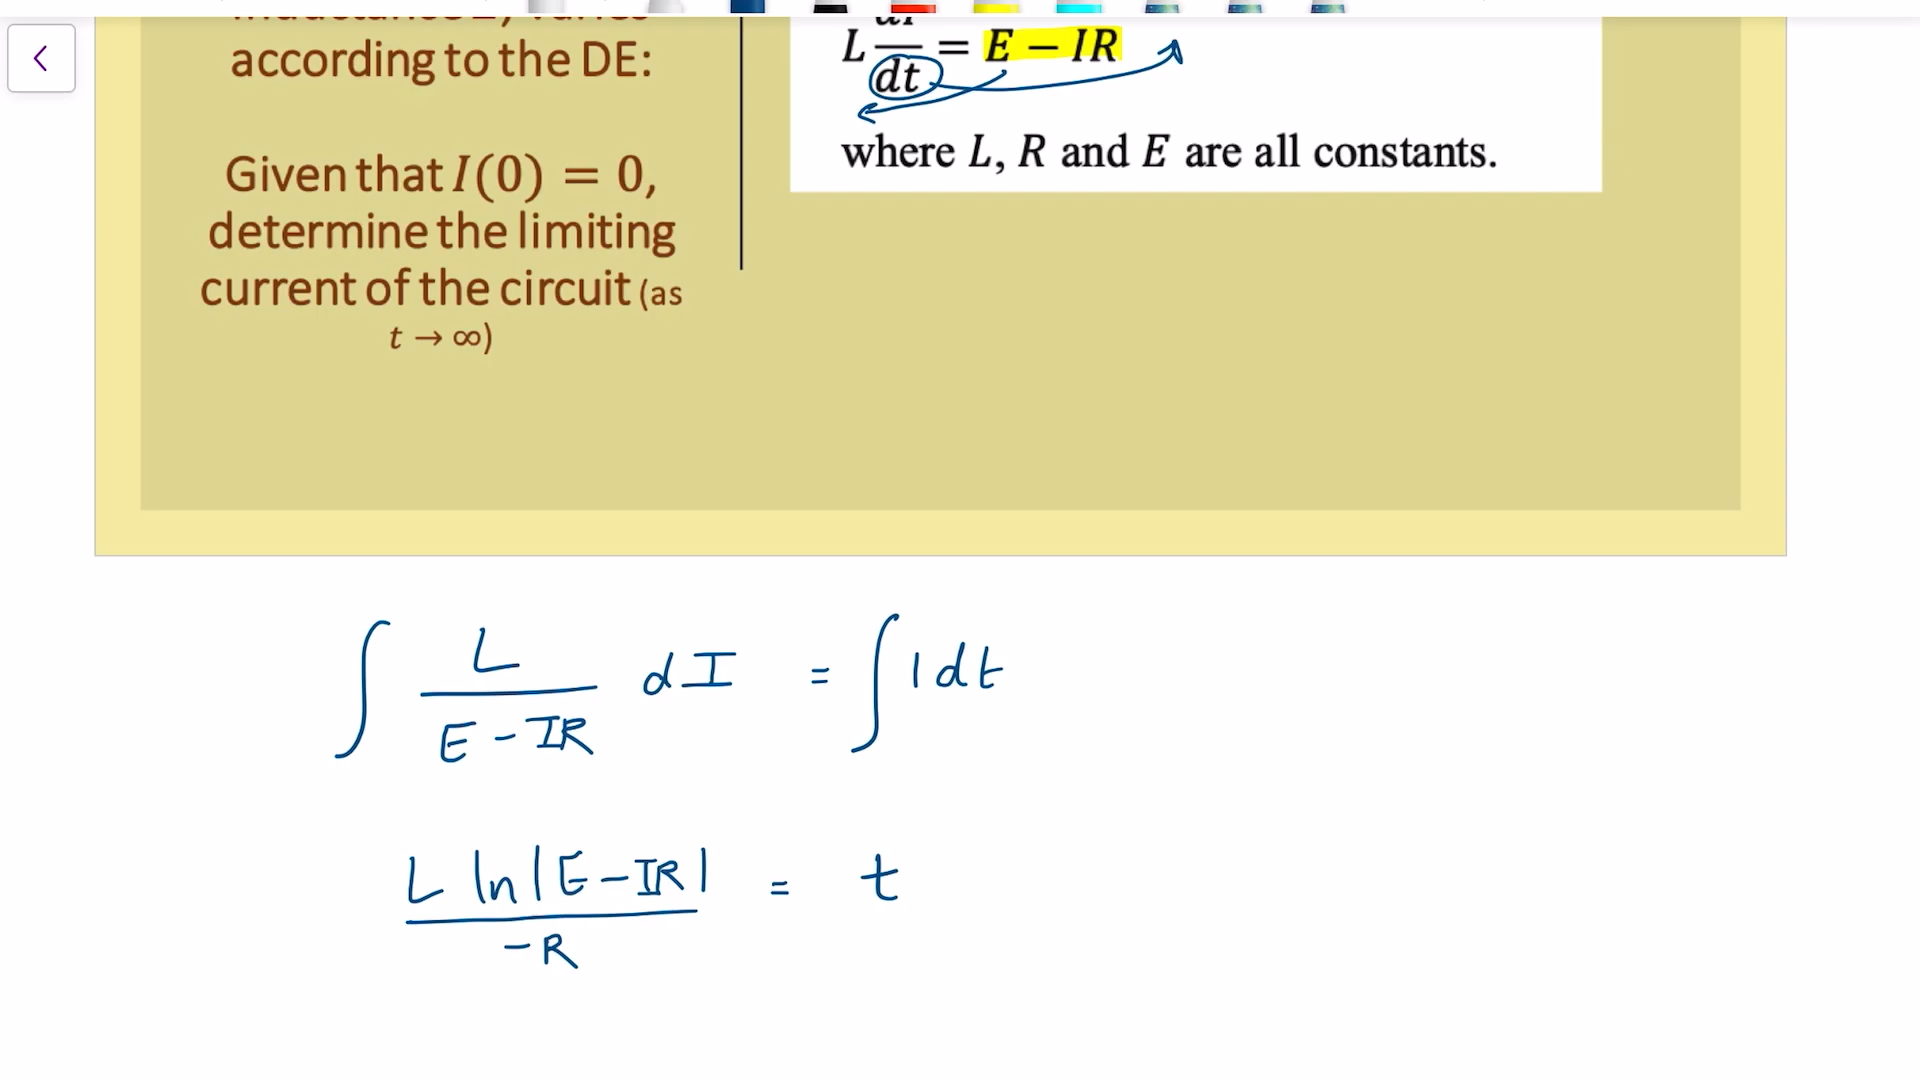 according to the DE:
Given that I(0) = 0,
determine the limiting
current of the circuit (as
t → ∞)
L dI/dt = E − IR
where L, R and E are all constants.
∫ L/(E - IR) dI = ∫ 1 dt
L ln|E - IR| / -R = t